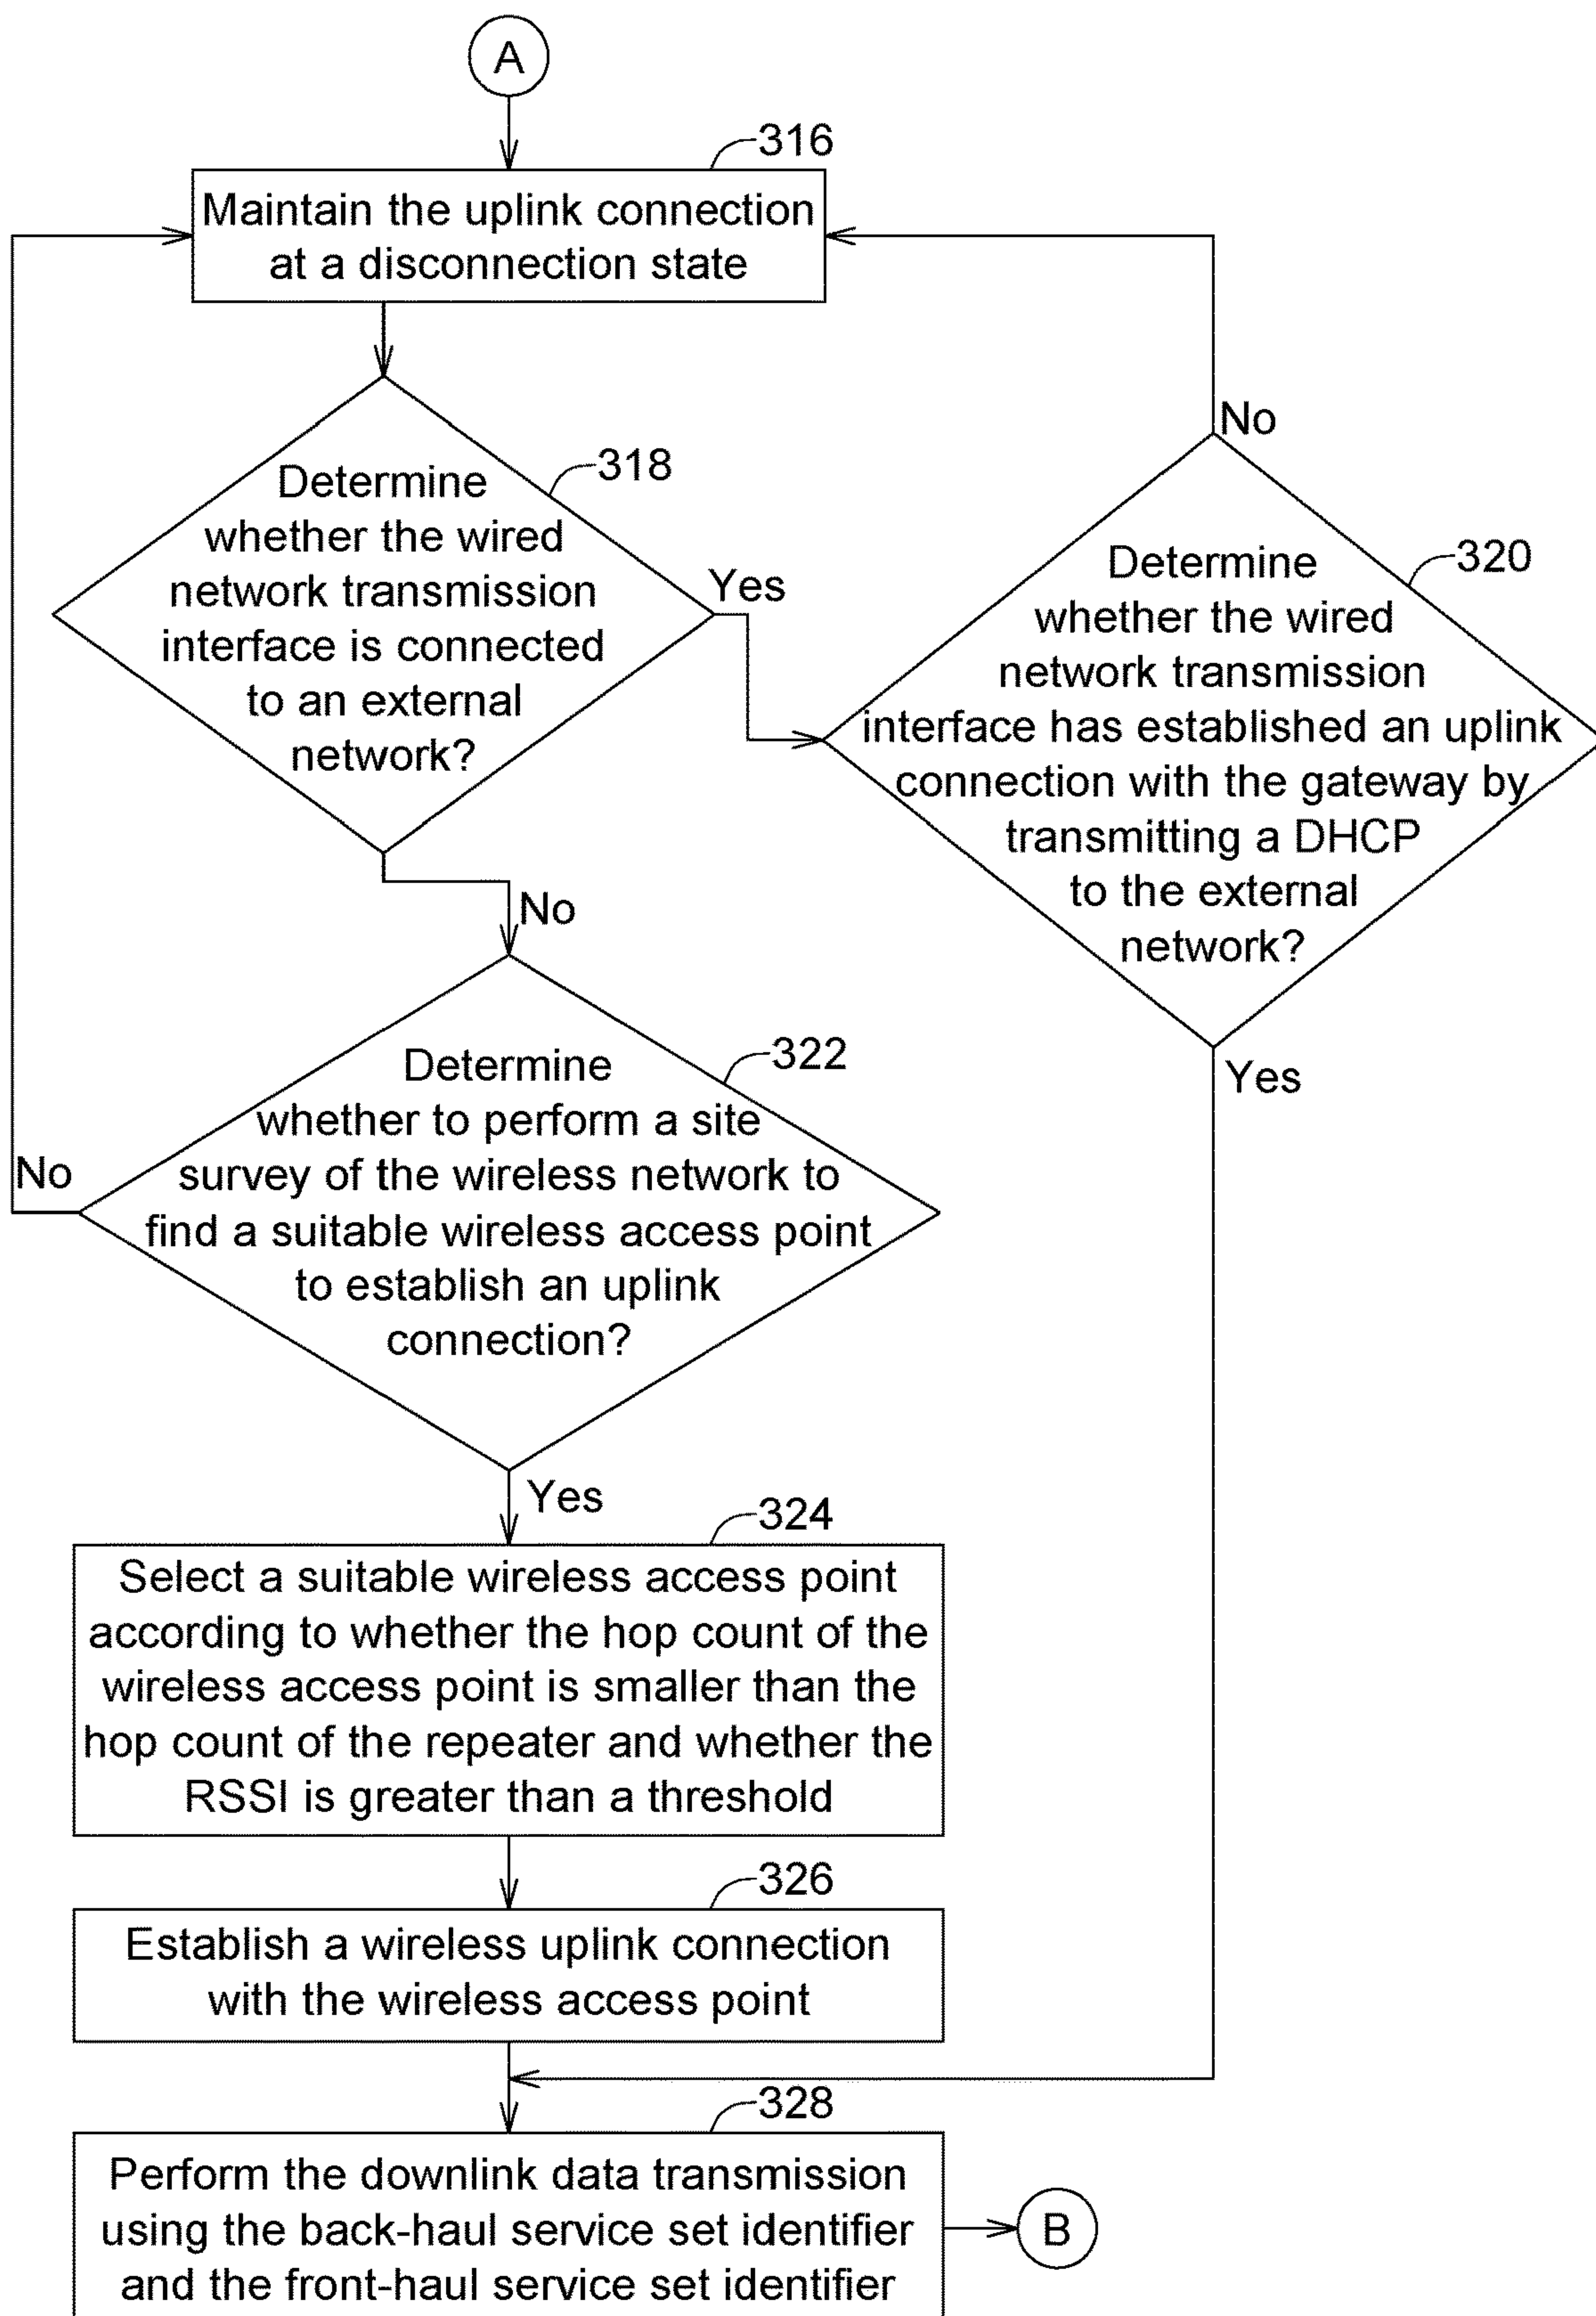 A
316
Maintain the uplink connection
at a disconnection state
318
Determine
whether the wired
network transmission
interface is connected
to an external
network?
Yes
No
320
Determine
whether the wired
network transmission
interface has established an uplink
connection with the gateway by
transmitting a DHCP
to the external
network?
No
Yes
322
Determine
whether to perform a site
survey of the wireless network to
find a suitable wireless access point
to establish an uplink
connection?
No
Yes
324
Select a suitable wireless access point
according to whether the hop count of the
wireless access point is smaller than the
hop count of the repeater and whether the
RSSI is greater than a threshold
326
Establish a wireless uplink connection
with the wireless access point
328
Perform the downlink data transmission
using the back-haul service set identifier
and the front-haul service set identifier
B